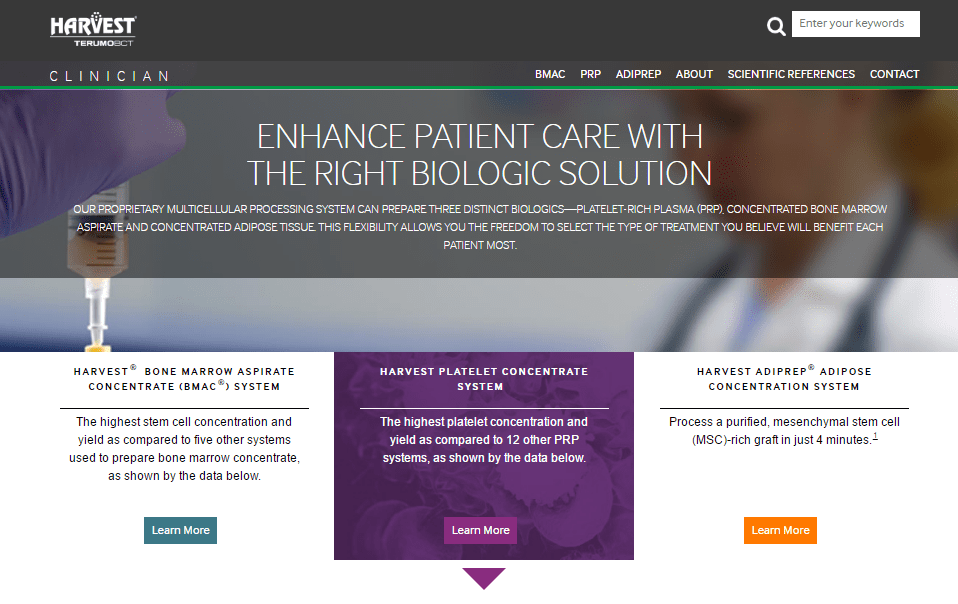 HARVEST®
TERUMOBCT
Enter your keywords
CLINICIAN
BMAC PRP ADIPREP ABOUT SCIENTIFIC REFERENCES CONTACT
ENHANCE PATIENT CARE WITH
THE RIGHT BIOLOGIC SOLUTION
OUR PROPRIETARY MULTICELLULAR PROCESSING SYSTEM CAN PREPARE THREE DISTINCT BIOLOGICS—PLATELET-RICH PLASMA (PRP), CONCENTRATED BONE MARROW
ASPIRATE AND CONCENTRATED ADIPOSE TISSUE. THIS FLEXIBILITY ALLOWS YOU THE FREEDOM TO SELECT THE TYPE OF TREATMENT YOU BELIEVE WILL BENEFIT EACH
PATIENT MOST.
HARVEST® BONE MARROW ASPIRATE
CONCENTRATE (BMAC®) SYSTEM
The highest stem cell concentration and
yield as compared to five other systems
used to prepare bone marrow concentrate,
as shown by the data below.
Learn More
HARVEST PLATELET CONCENTRATE
SYSTEM
The highest platelet concentration and
yield as compared to 12 other PRP
systems, as shown by the data below.
Learn More
HARVEST ADIPREP® ADIPOSE
CONCENTRATION SYSTEM
Process a purified, mesenchymal stem cell
(MSC)-rich graft in just 4 minutes.1
Learn More